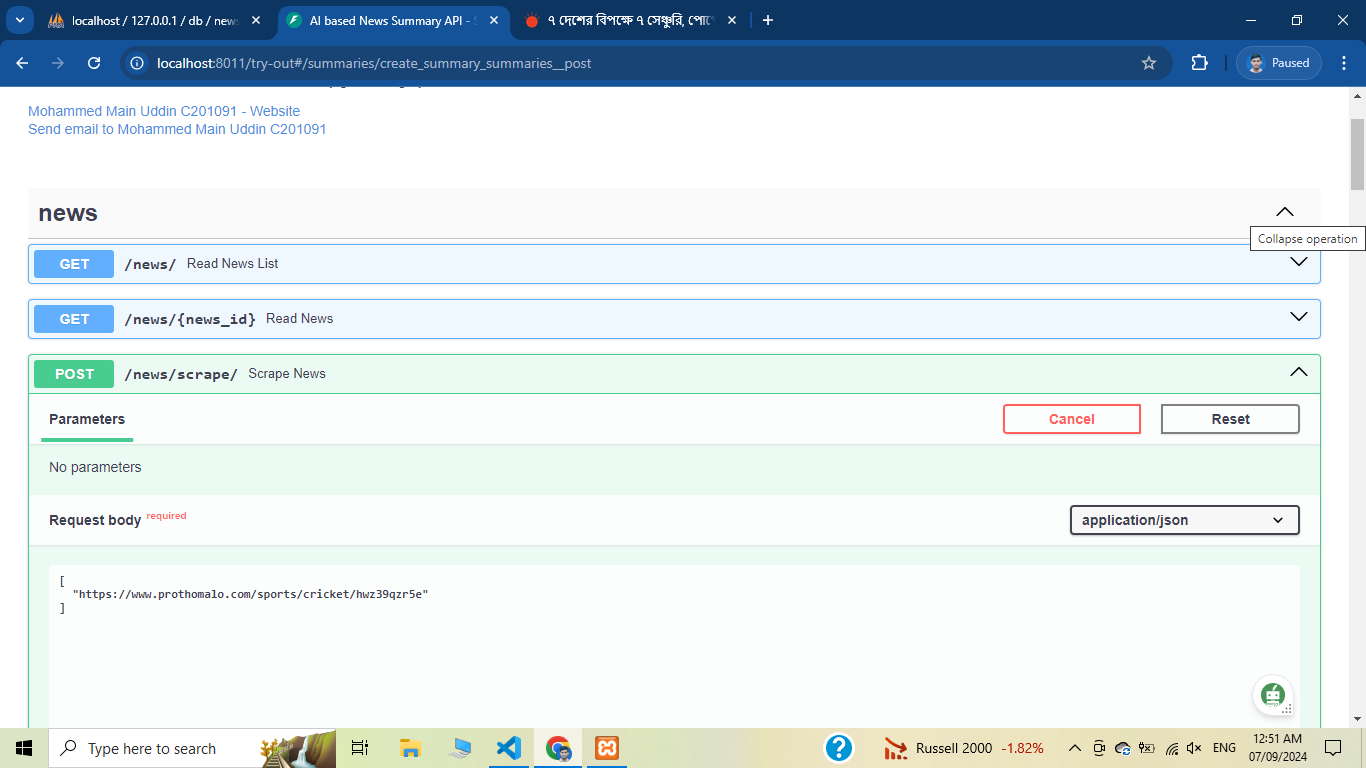 localhost / 127.0.0.1 / db / news
AI based News Summary API - S
৭ দেশের বিপক্ষে ৭ সেঞ্চুরি, পোপে
localhost:8011/try-out#/summaries/create_summary_summaries__post
Paused
Mohammed Main Uddin C201091 - Website
Send email to Mohammed Main Uddin C201091
news
Collapse operation
GET /news/ Read News List
GET /news/{news_id} Read News
POST /news/scrape/ Scrape News
Parameters
Cancel
Reset
No parameters
Request body required
application/json
[
"https://www.prothomalo.com/sports/cricket/hwz39qzr5e"
]
Type here to search
Russell 2000 -1.82%
ENG
12:51 AM
07/09/2024